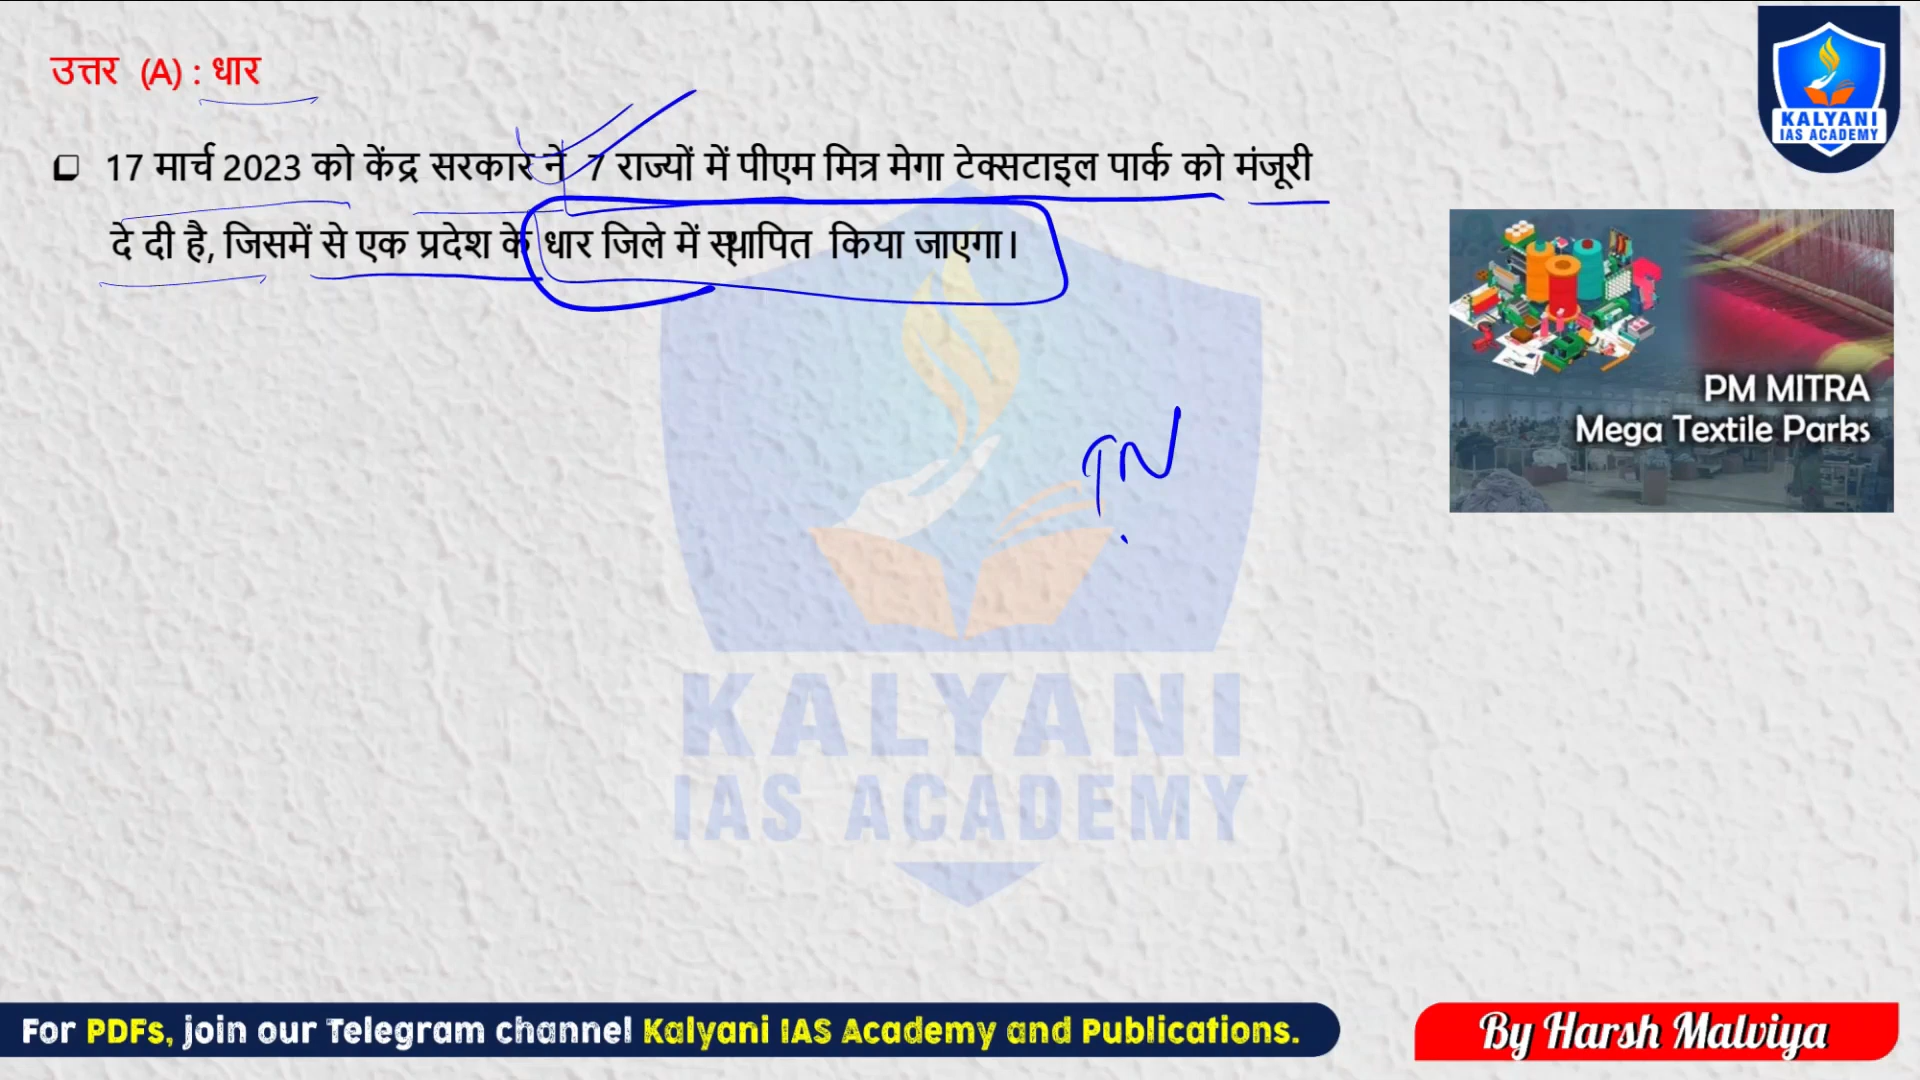 उत्तर (A) : धार
17 मार्च 2023 को केंद्र सरकार ने 7 राज्यों में पीएम मित्र मेगा टेक्सटाइल पार्क को मंजूरी
दे दी है, जिसमें से एक प्रदेश के धार जिले में स्थापित किया जाएगा।
KALYANI
IAS ACADEMY
PM MITRA
Mega Textile Parks
TN
KALYANI
IAS ACADEMY
For PDFs, join our Telegram channel Kalyani IAS Academy and Publications.
By Harsh Malviya